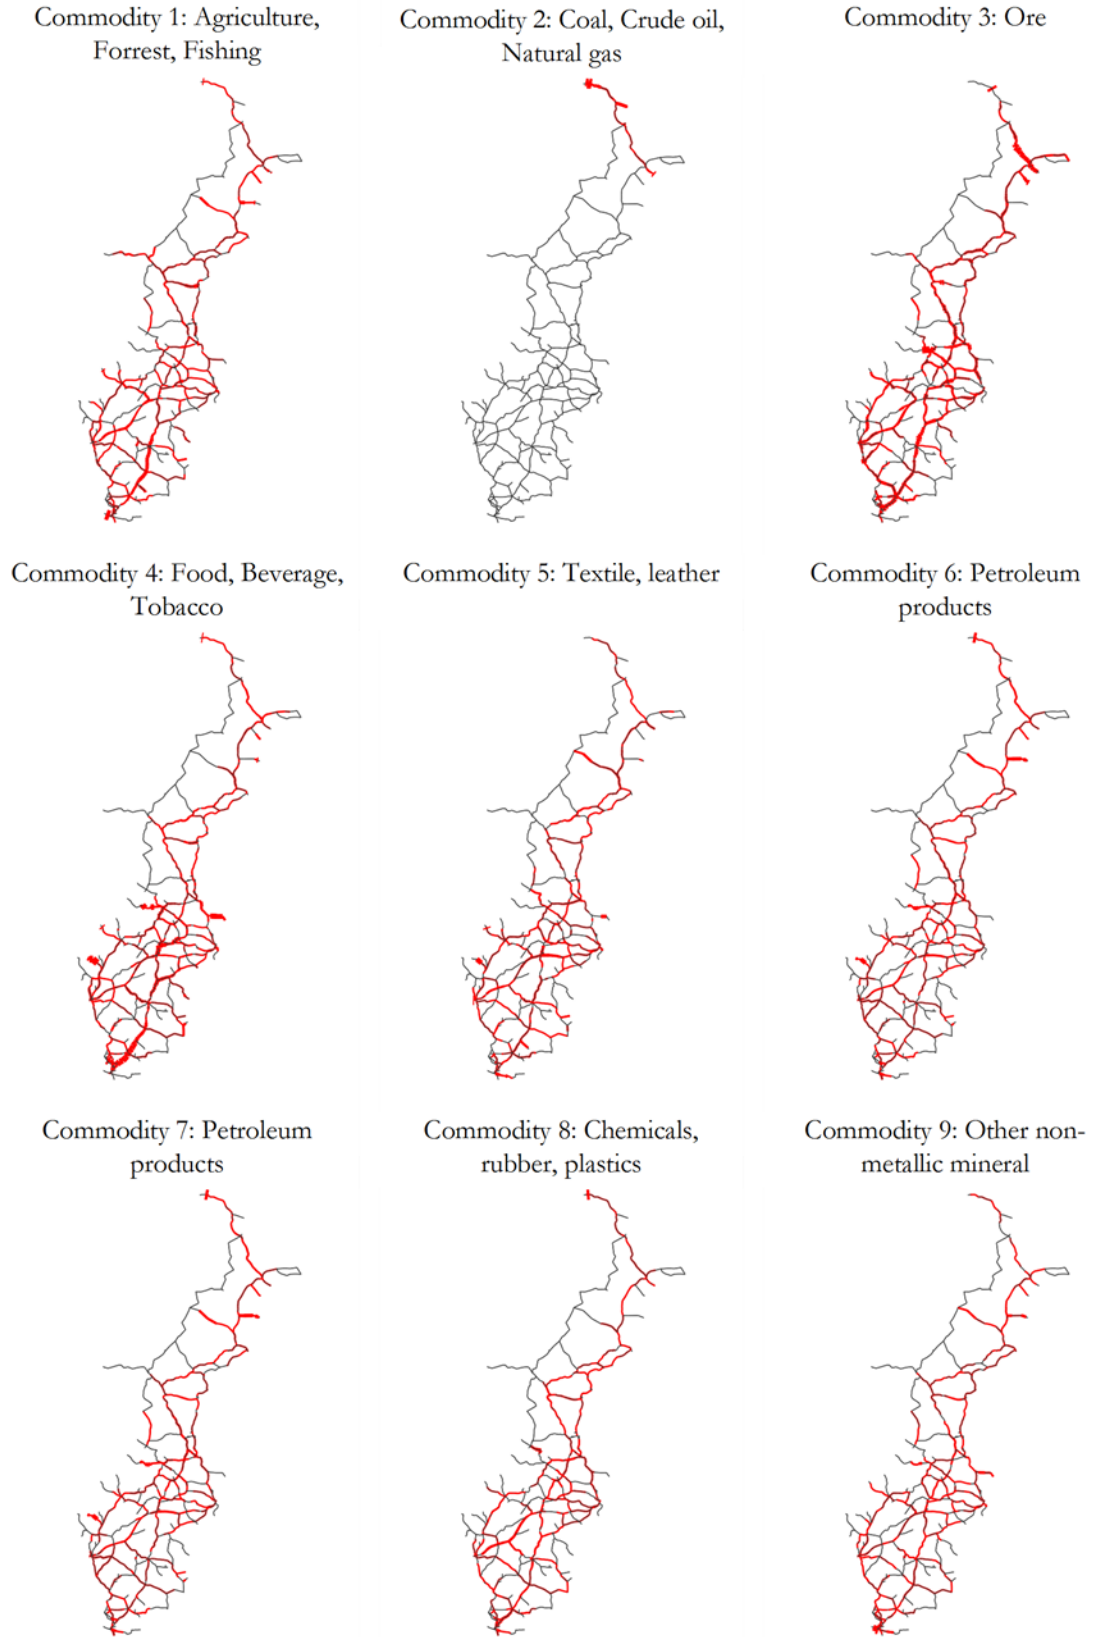 Commodity 1: Agriculture,
Forrest, Fishing
Commodity 2: Coal, Crude oil,
Natural gas
Commodity 3: Ore
Commodity 4: Food, Beverage,
Tobacco
Commodity 5: Textile, leather
Commodity 6: Petroleum
products
Commodity 7: Petroleum
products
Commodity 8: Chemicals,
rubber, plastics
Commodity 9: Other non-
metallic mineral